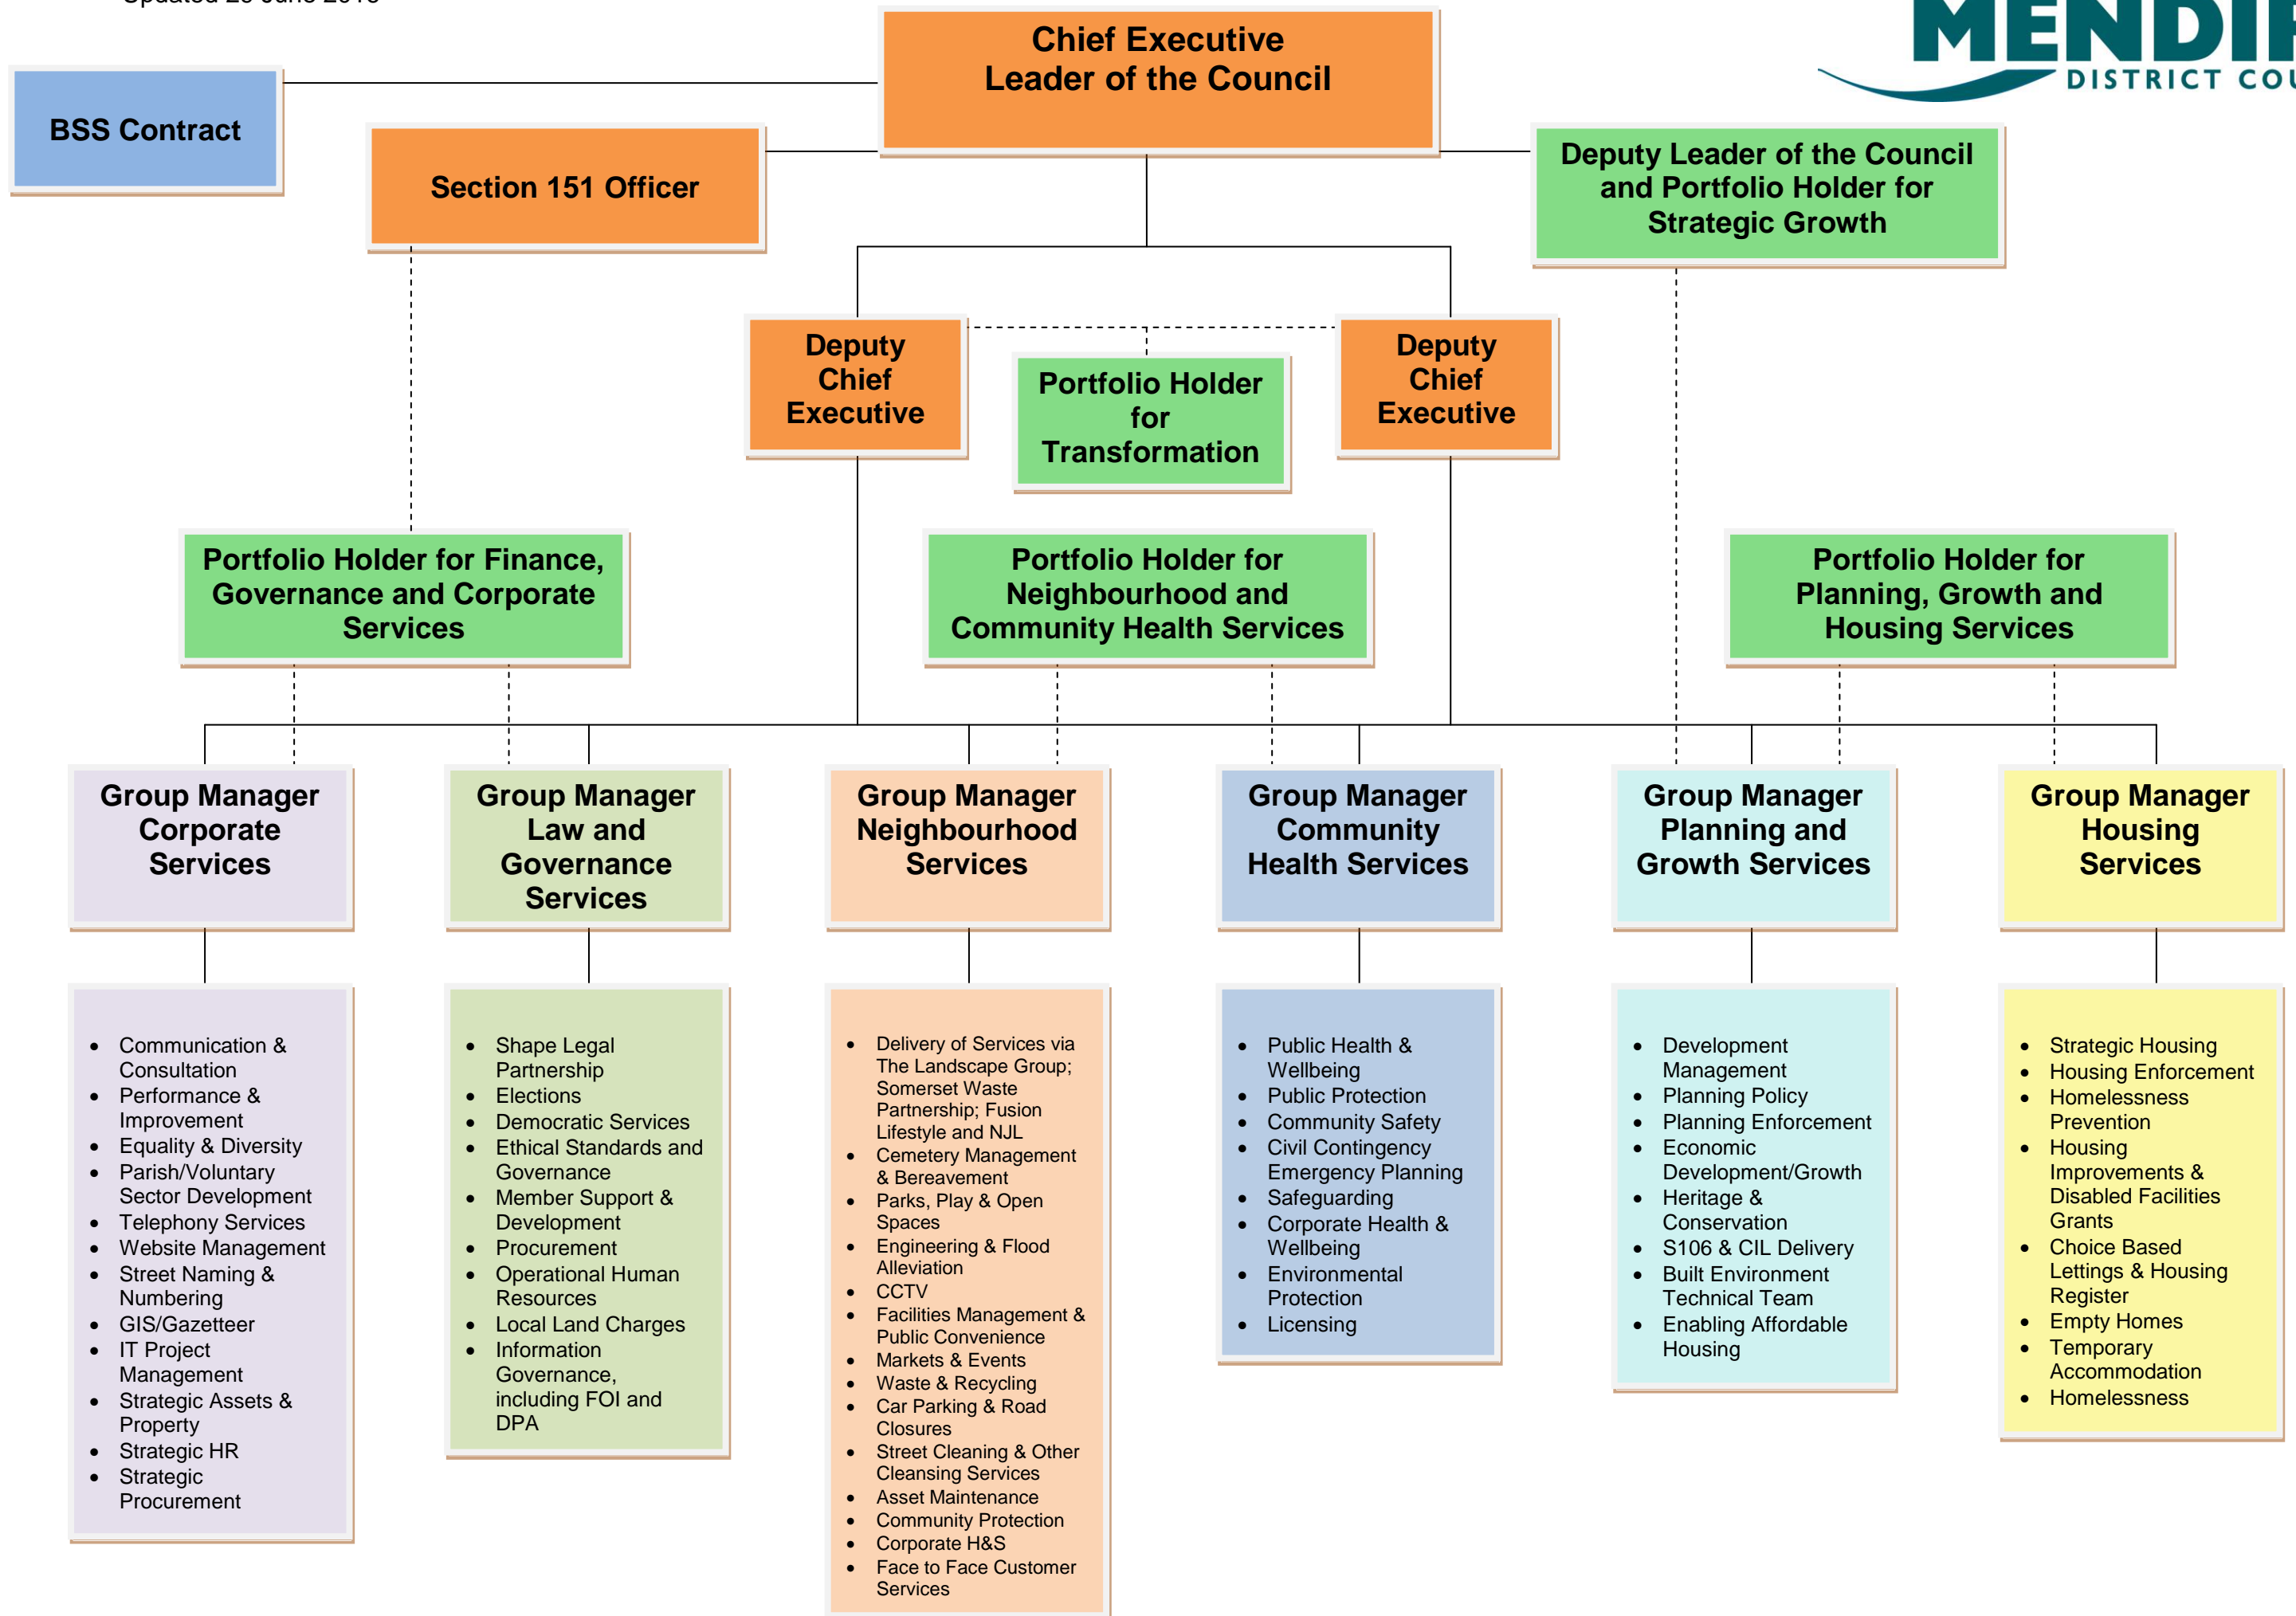 Chief Executive
Leader of the Council
DISTRICT
BSS Contract
Section 151 Officer
Deputy Leader of the Council
and Portfolio Holder for
Strategic Growth
Deputy
Chief
Executive
Portfolio Holder
for
Transformation
Deputy
Chief
Executive
Portfolio Holder for Finance,
Governance and Corporate
Services
Portfolio Holder for
Neighbourhood and
Community Health Services
Portfolio Holder for
Planning, Growth and
Housing Services
Group Manager
Corporate
Services
Group Manager
Law and
Governance
Services
Group Manager
Neighbourhood
Services
Group Manager
Community
Health Services
Group Manager
Planning and
Growth Services
Group Manager
Housing
Services
• Communication &
Consultation
• Performance &
Improvement
• Equality & Diversity
• Parish/Voluntary
Sector Development
• Telephony Services
• Website Management
• Street Naming &
Numbering
• GIS/Gazetteer
• IT Project
Management
• Strategic Assets &
Property
• Strategic HR
• Strategic
Procurement
• Shape Legal
Partnership
• Elections
• Democratic Services
• Ethical Standards and
Governance
• Member Support &
Development
• Procurement
• Operational Human
Resources
• Local Land Charges
• Information
Governance,
including FOI and
DPA
• Delivery of Services via
The Landscape Group;
Somerset Waste
Partnership; Fusion
Lifestyle and NJL
• Cemetery Management
& Bereavement
• Parks, Play & Open
Spaces
• Engineering & Flood
Alleviation
• CCTV
• Facilities Management &
Public Convenience
• Markets & Events
• Waste & Recycling
• Car Parking & Road
Closures
• Street Cleaning & Other
Cleansing Services
• Asset Maintenance
• Community Protection
• Corporate H&S
• Face to Face Customer
Services
• Public Health &
Wellbeing
• Public Protection
• Community Safety
• Civil Contingency
Emergency Planning
• Safeguarding
• Corporate Health &
Wellbeing
• Environmental
Protection
• Licensing
• Development
Management
• Planning Policy
• Planning Enforcement
• Economic
Development/Growth
• Heritage &
Conservation
• S106 & CIL Delivery
• Built Environment
Technical Team
• Enabling Affordable
Housing
• Strategic Housing
• Housing Enforcement
• Homelessness
Prevention
• Housing
Improvements &
Disabled Facilities
Grants
• Choice Based
Lettings & Housing
Register
• Empty Homes
• Temporary
Accommodation
• Homelessness